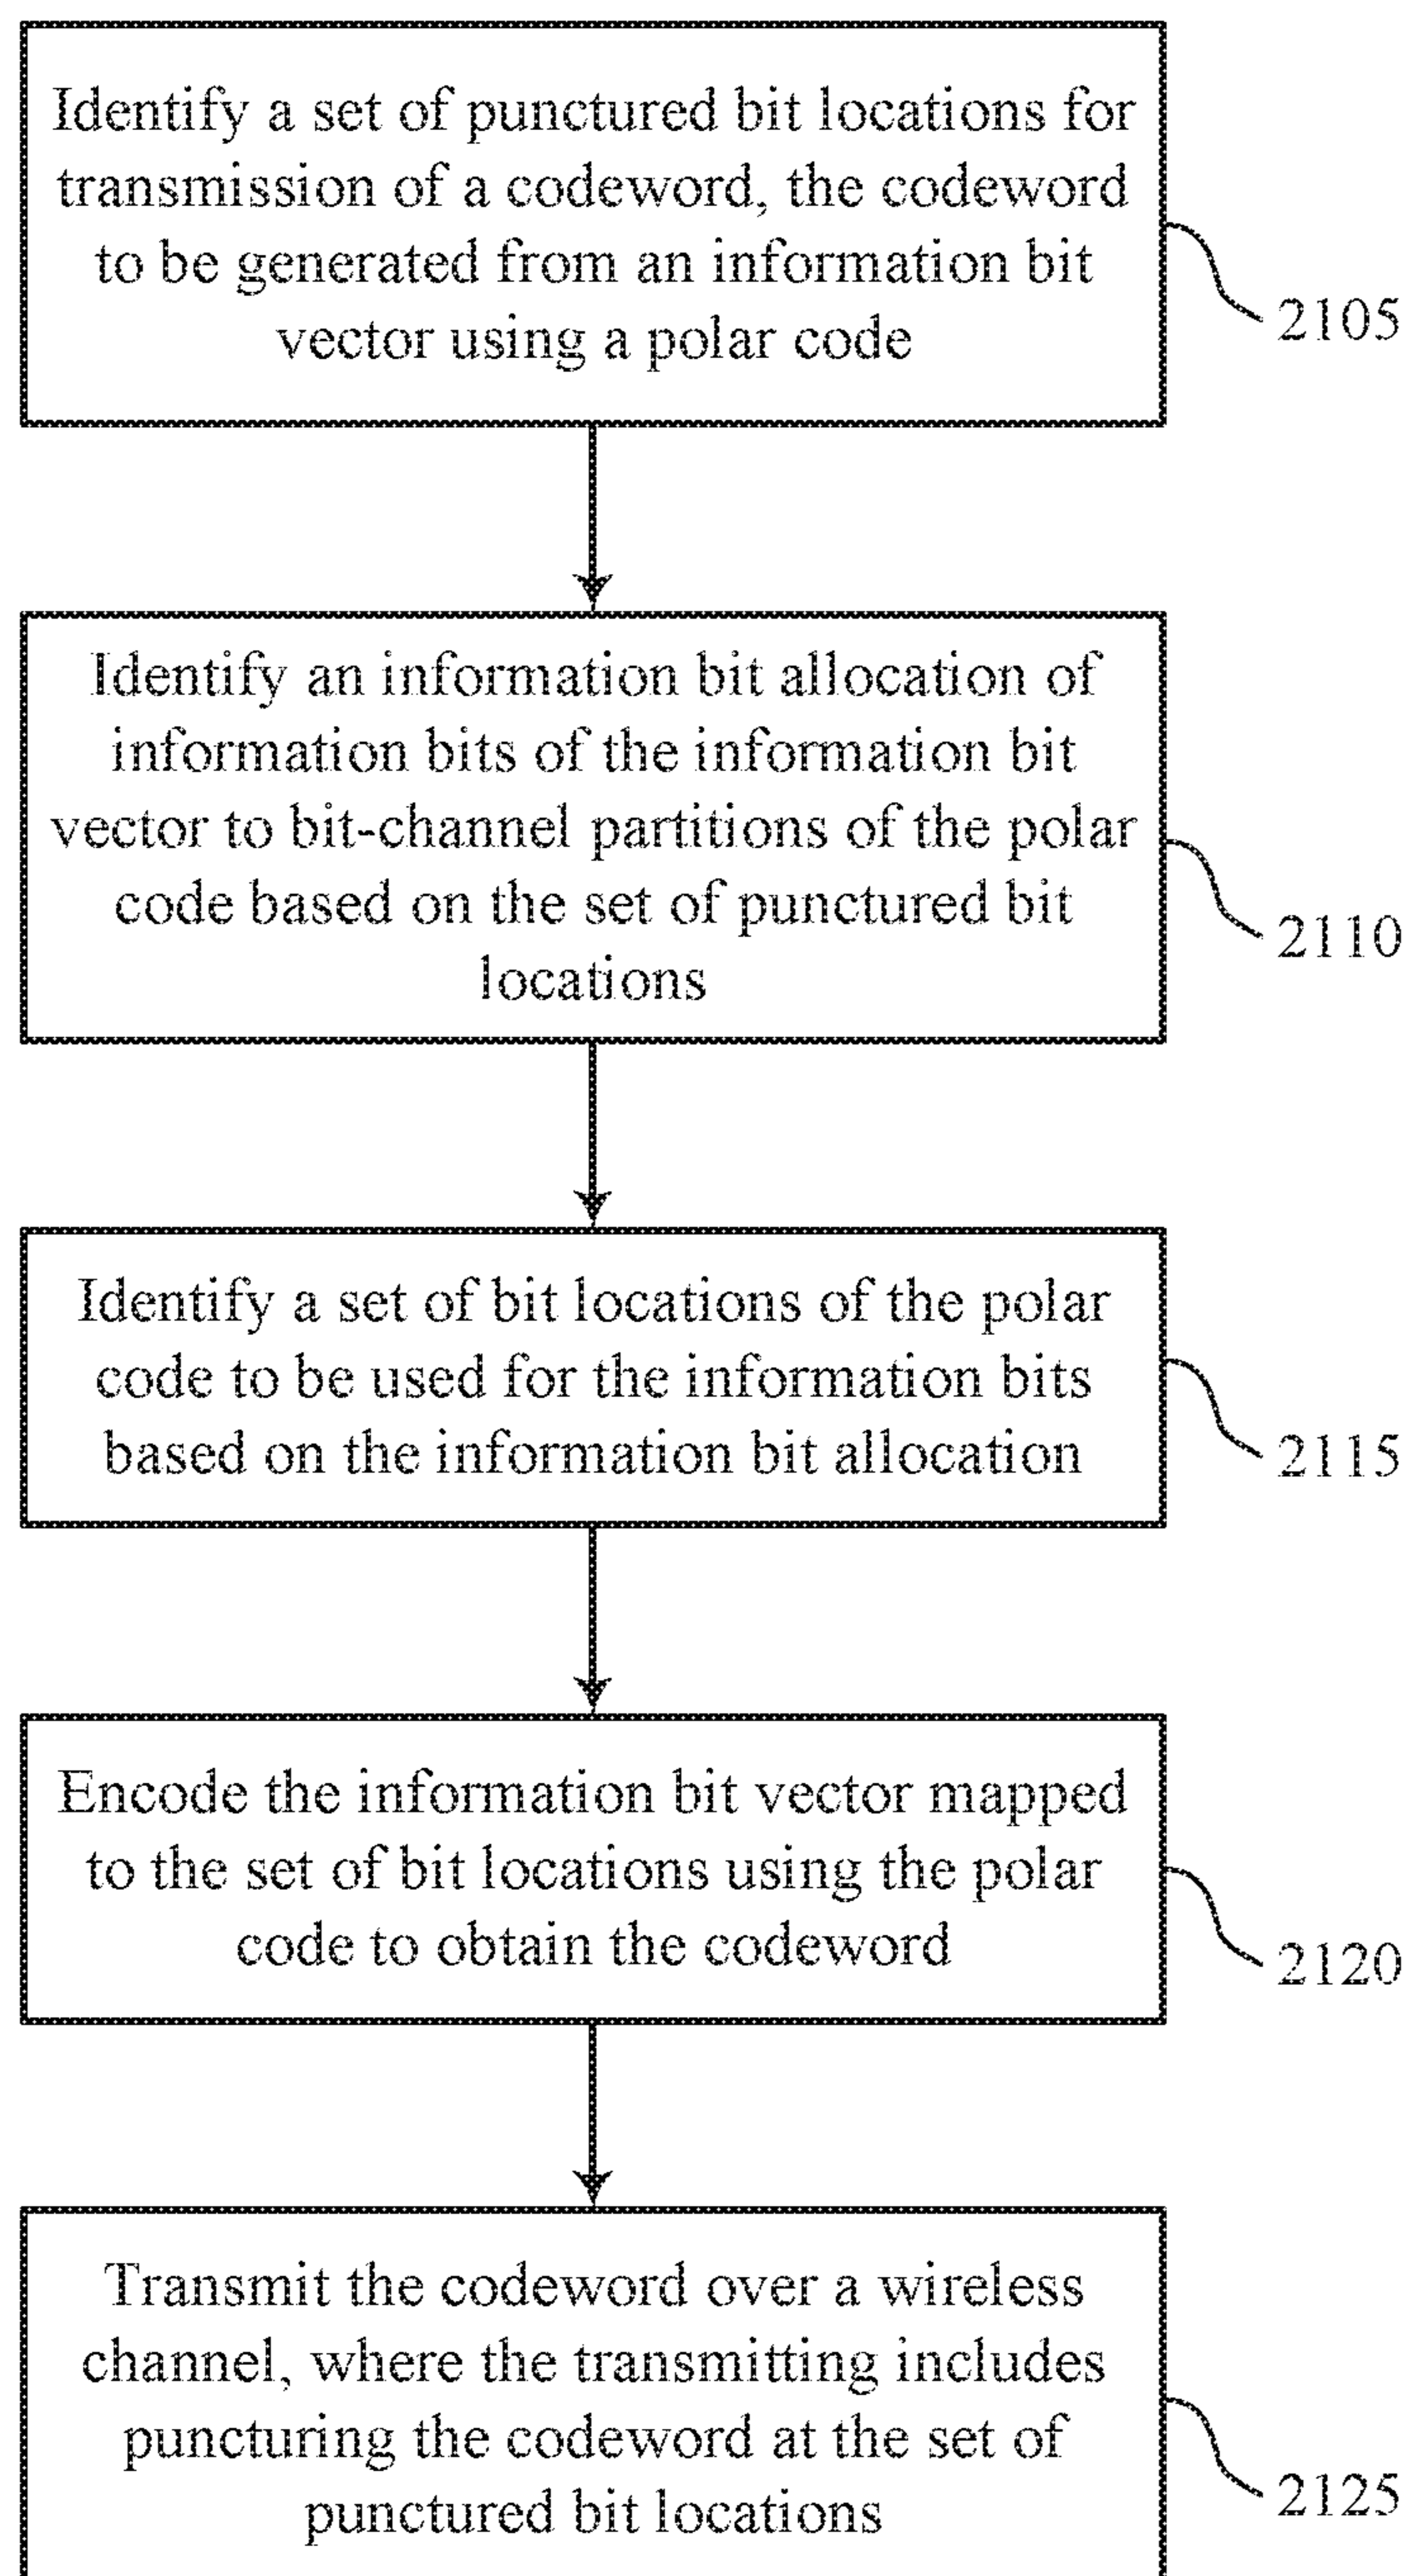 Identify a set of punctured bit locations for
transmission of a codeword, the codeword
to be generated from an information bit
vector using a polar code
2105
Identify an information bit allocation of
information bits of the information bit
vector to bit-channel partitions of the polar
code based on the set of punctured bit
locations
2110
Identify a set of bit locations of the polar
code to be used for the information bits
based on the information bit allocation
2115
Encode the information bit vector mapped
to the set of bit locations using the polar
code to obtain the codeword
2120
Transmit the codeword over a wireless
channel, where the transmitting includes
puncturing the codeword at the set of
punctured bit locations
2125